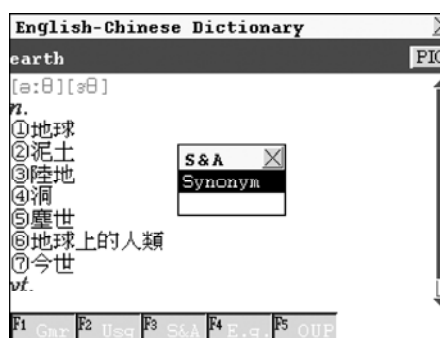 English-Chinese Dictionary
earth PIC
[ə:θ][ɜθ]
n.
①地球
②泥土
③陸地
④洞
⑤塵世
⑥地球上的人類
⑦今世
vt.
S&A
Synonym
F1 Gmr F2 Usg F3 S&A F4 E.g. F5 OUP